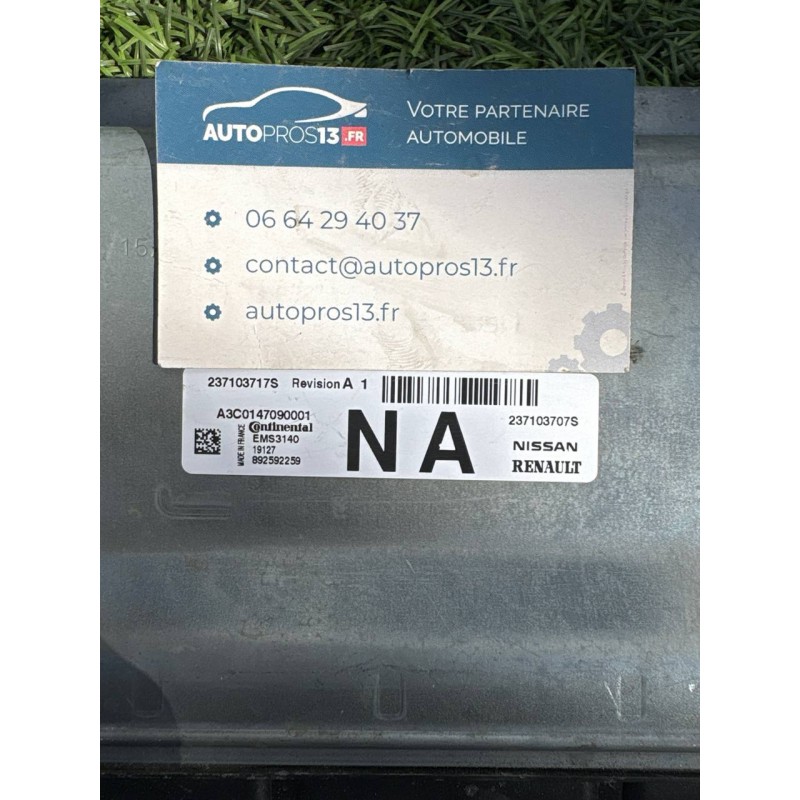 VOTRE PARTENAIRE
AUTOMOBILE
AUTOPROS13.FR
06 64 29 40 37
contact@autopros13.fr
autopros13.fr
237103717S Revision A 1
A3C0147090001
Continental
MADE IN FRANCE
EMS3140
19127
892592259
NA
237103707S
NISSAN
RENAULT